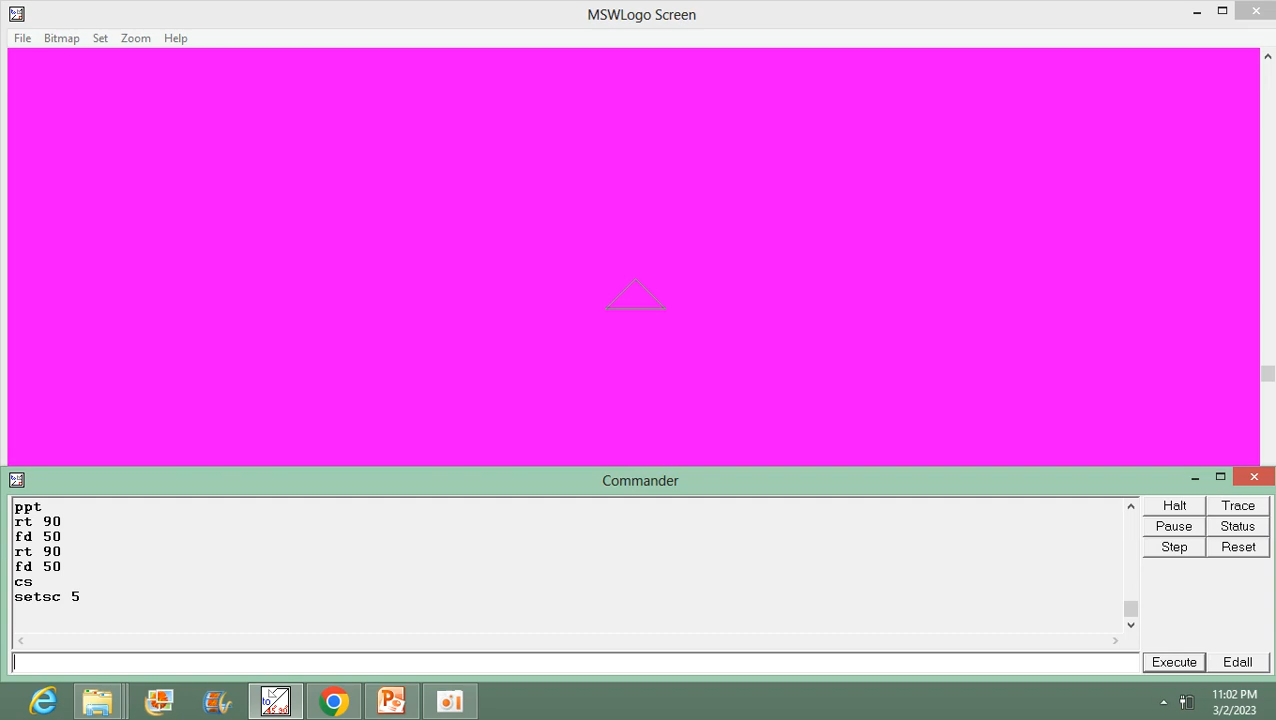 MSWLogo Screen
File Bitmap Set Zoom Help
Commander
ppt
rt 90
fd 50
rt 90
fd 50
cs
setsc 5
Halt Trace
Pause Status
Step Reset
Execute Edall
11:02 PM
3/2/2023